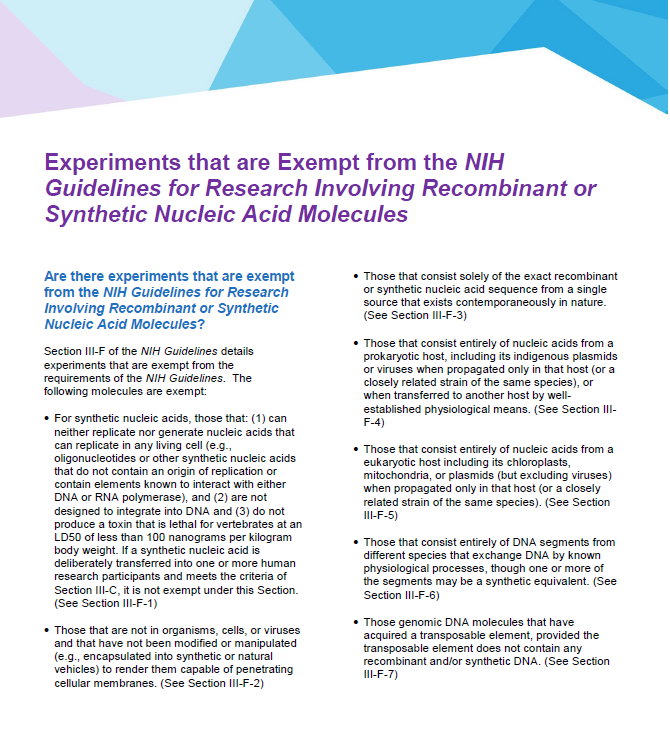 Experiments that are Exempt from the NIH
Guidelines for Research Involving Recombinant or
Synthetic Nucleic Acid Molecules
Are there experiments that are exempt
from the NIH Guidelines for Research
Involving Recombinant or Synthetic
Nucleic Acid Molecules?
Section III-F of the NIH Guidelines details
experiments that are exempt from the
requirements of the NIH Guidelines. The
following molecules are exempt:
• For synthetic nucleic acids, those that: (1) can
neither replicate nor generate nucleic acids that
can replicate in any living cell (e.g.,
oligonucleotides or other synthetic nucleic acids
that do not contain an origin of replication or
contain elements known to interact with either
DNA or RNA polymerase), and (2) are not
designed to integrate into DNA and (3) do not
produce a toxin that is lethal for vertebrates at an
LD50 of less than 100 nanograms per kilogram
body weight. If a synthetic nucleic acid is
deliberately transferred into one or more human
research participants and meets the criteria of
Section III-C, it is not exempt under this Section.
(See Section III-F-1)
• Those that are not in organisms, cells, or viruses
and that have not been modified or manipulated
(e.g., encapsulated into synthetic or natural
vehicles) to render them capable of penetrating
cellular membranes. (See Section III-F-2)
• Those that consist solely of the exact recombinant
or synthetic nucleic acid sequence from a single
source that exists contemporaneously in nature.
(See Section III-F-3)
• Those that consist entirely of nucleic acids from a
prokaryotic host, including its indigenous plasmids
or viruses when propagated only in that host (or a
closely related strain of the same species), or
when transferred to another host by well-
established physiological means. (See Section III-
F-4)
• Those that consist entirely of nucleic acids from a
eukaryotic host including its chloroplasts,
mitochondria, or plasmids (but excluding viruses)
when propagated only in that host (or a closely
related strain of the same species). (See Section
III-F-5)
• Those that consist entirely of DNA segments from
different species that exchange DNA by known
physiological processes, though one or more of
the segments may be a synthetic equivalent. (See
Section III-F-6)
• Those genomic DNA molecules that have
acquired a transposable element, provided the
transposable element does not contain any
recombinant and/or synthetic DNA. (See Section
III-F-7)